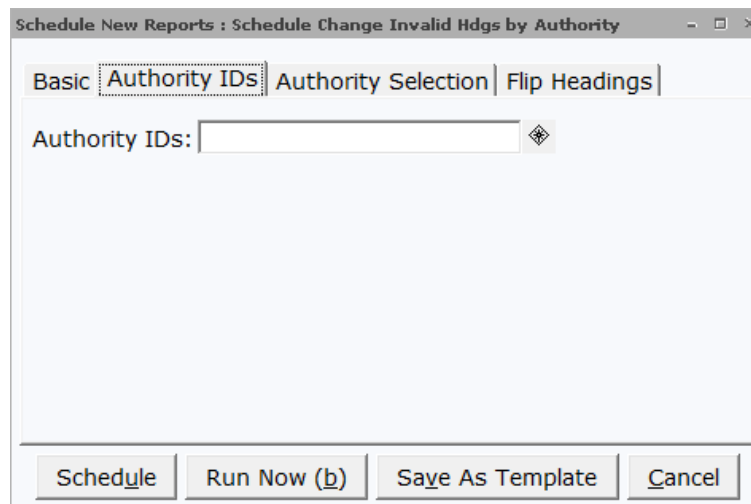 Schedule New Reports : Schedule Change Invalid Hdgs by Authority
Basic Authority IDs Authority Selection Flip Headings
Authority IDs:
Schedule Run Now (b) Save As Template Cancel